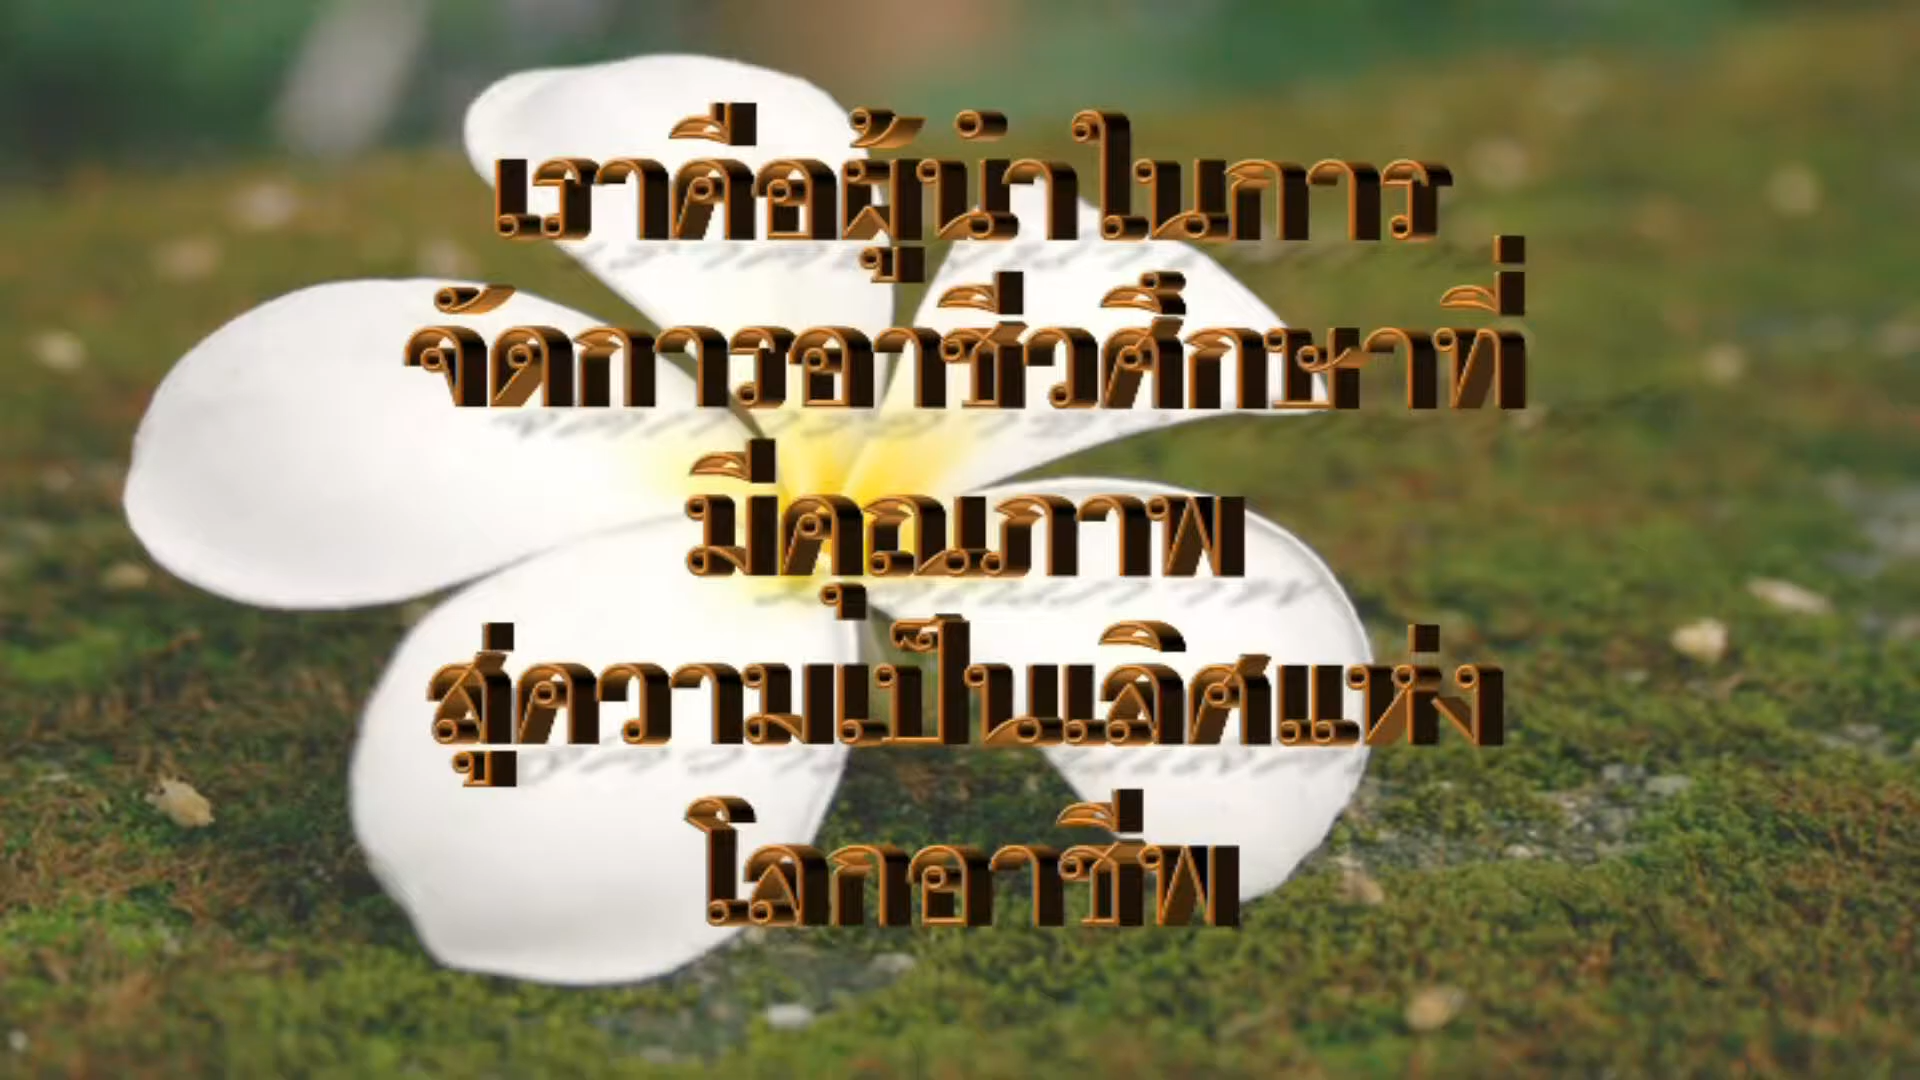 เราคือผู้นำในการ
จัดการอาชีวศึกษาที่
มีคุณภาพ
สู่ความเป็นเลิศแห่ง
โลกอาชีพ